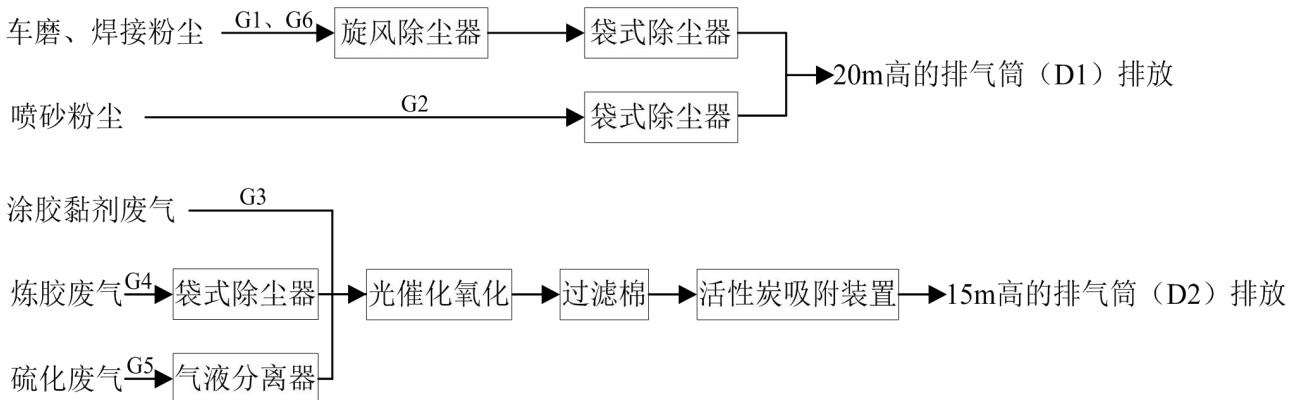 车磨、焊接粉尘 G1、G6 旋风除尘器 袋式除尘器
20m高的排气筒（D1）排放
喷砂粉尘 G2 袋式除尘器
涂胶黏剂废气 G3
炼胶废气 G4 袋式除尘器 光催化氧化 过滤棉 活性炭吸附装置 15m高的排气筒（D2）排放
硫化废气 G5 气液分离器